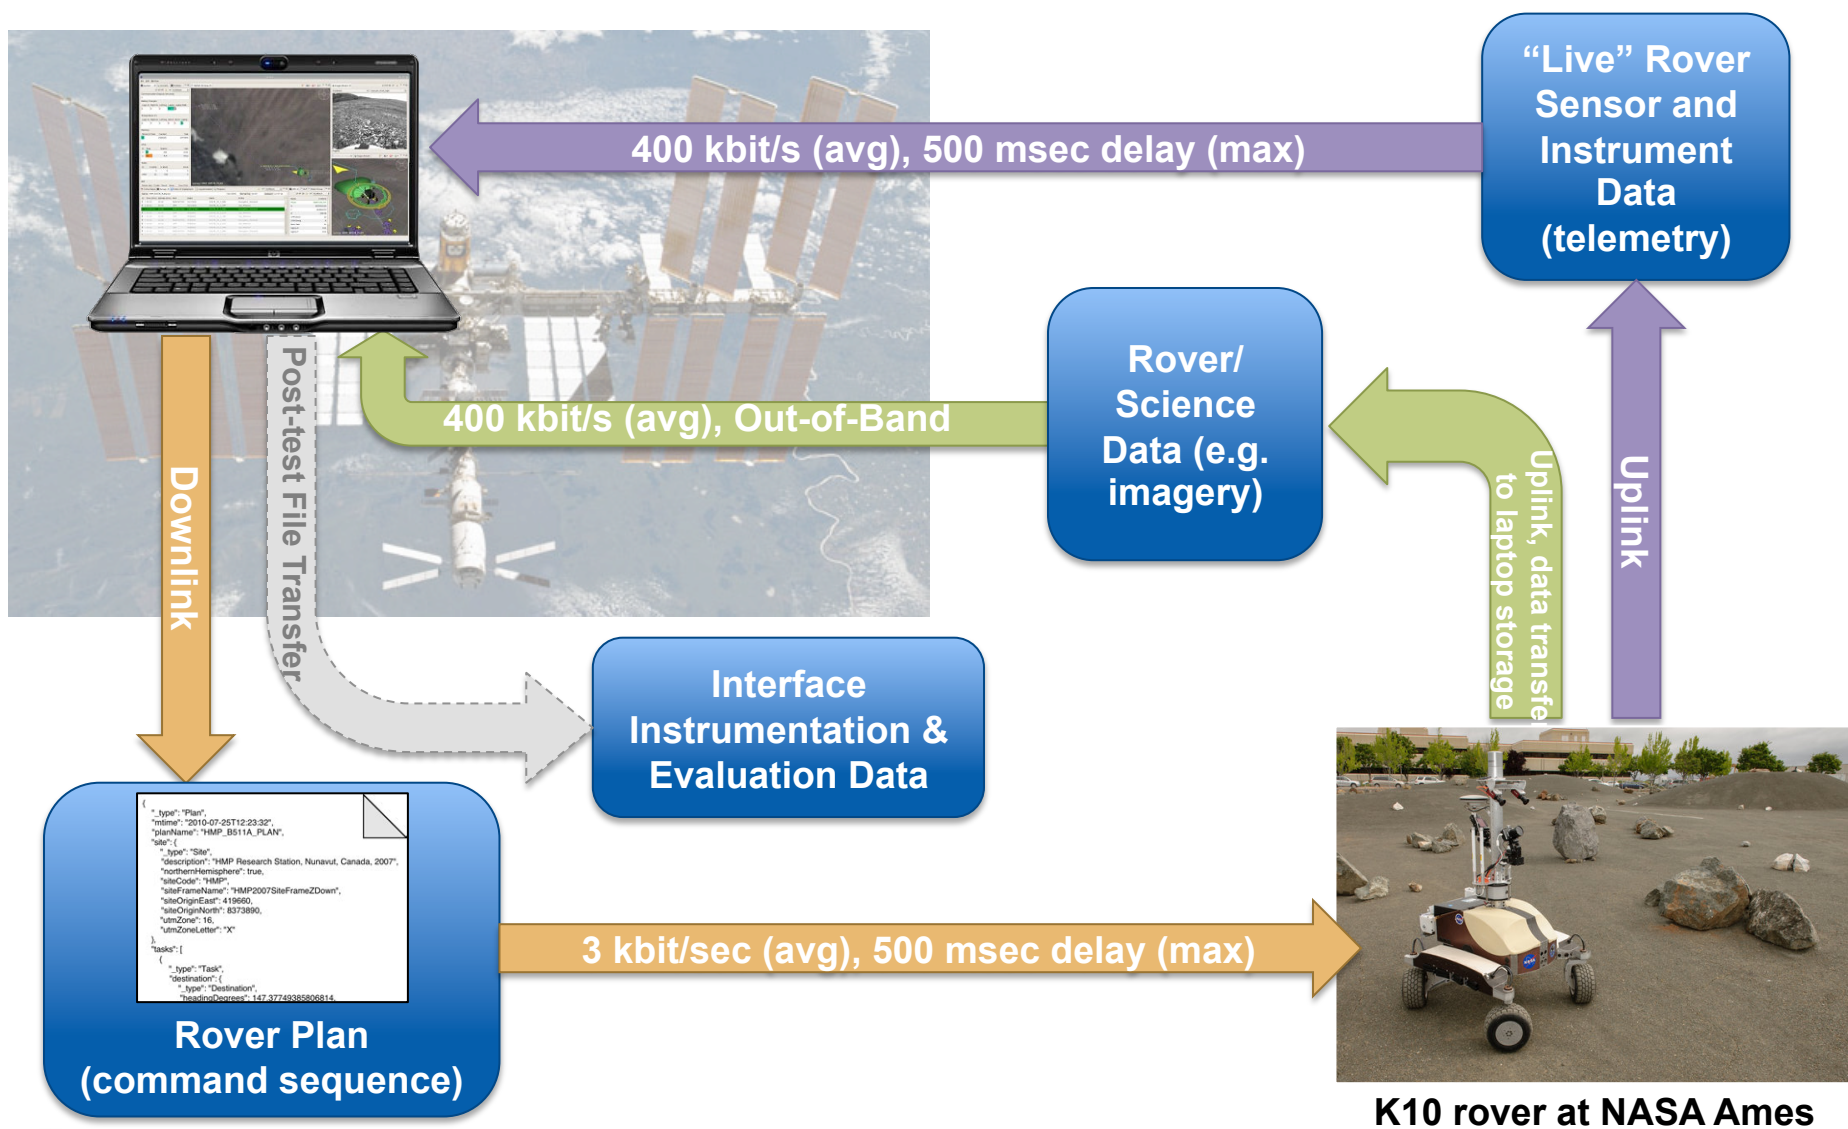 “Live” Rover
Sensor and
Instrument
Data
(telemetry)
400 kbit/s (avg), 500 msec delay (max)
Rover/
Science
Data (e.g.
imagery)
400 kbit/s (avg), Out-of-Band
Downlink
Post-test File Transfer
Uplink, data transfer
to laptop storage
Uplink
Interface
Instrumentation &
Evaluation Data
{
"_type": "Plan",
"mtime": "2010-07-25T12:23:32",
"planName": "HMP_B511A_PLAN",
"site": {
"_type": "Site",
"description": "HMP Research Station, Nunavut, Canada, 2007",
"northernHemisphere": true,
"siteCode": "HMP",
"siteFrameName": "HMP2007SiteFrameZDown",
"siteOriginEast": 419660,
"siteOriginNorth": 8373890,
"utmZone": 16,
"utmZoneLetter": "X"
},
"tasks": [
{
"_type": "Task",
"destination": {
"_type": "Destination",
"headingDegrees": 147.37749385806814,
Rover Plan
(command sequence)
3 kbit/sec (avg), 500 msec delay (max)
K10 rover at NASA Ames